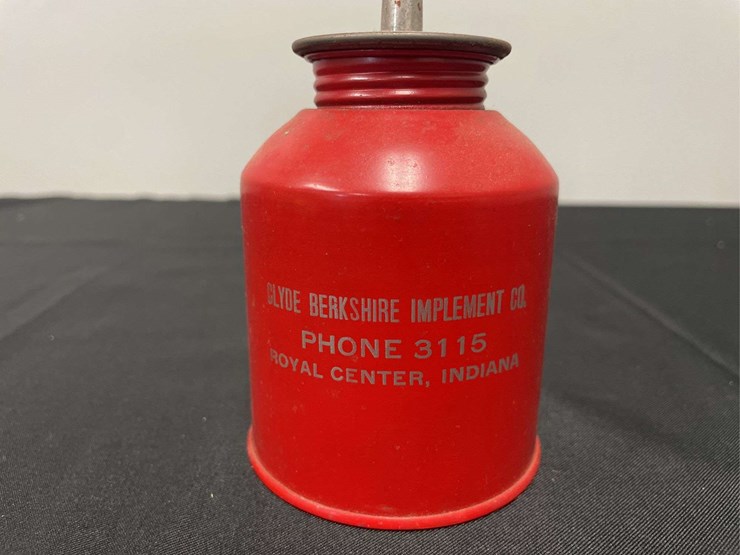 CLYDE BERKSHIRE IMPLEMENT CO.
PHONE 3115
ROYAL CENTER, INDIANA